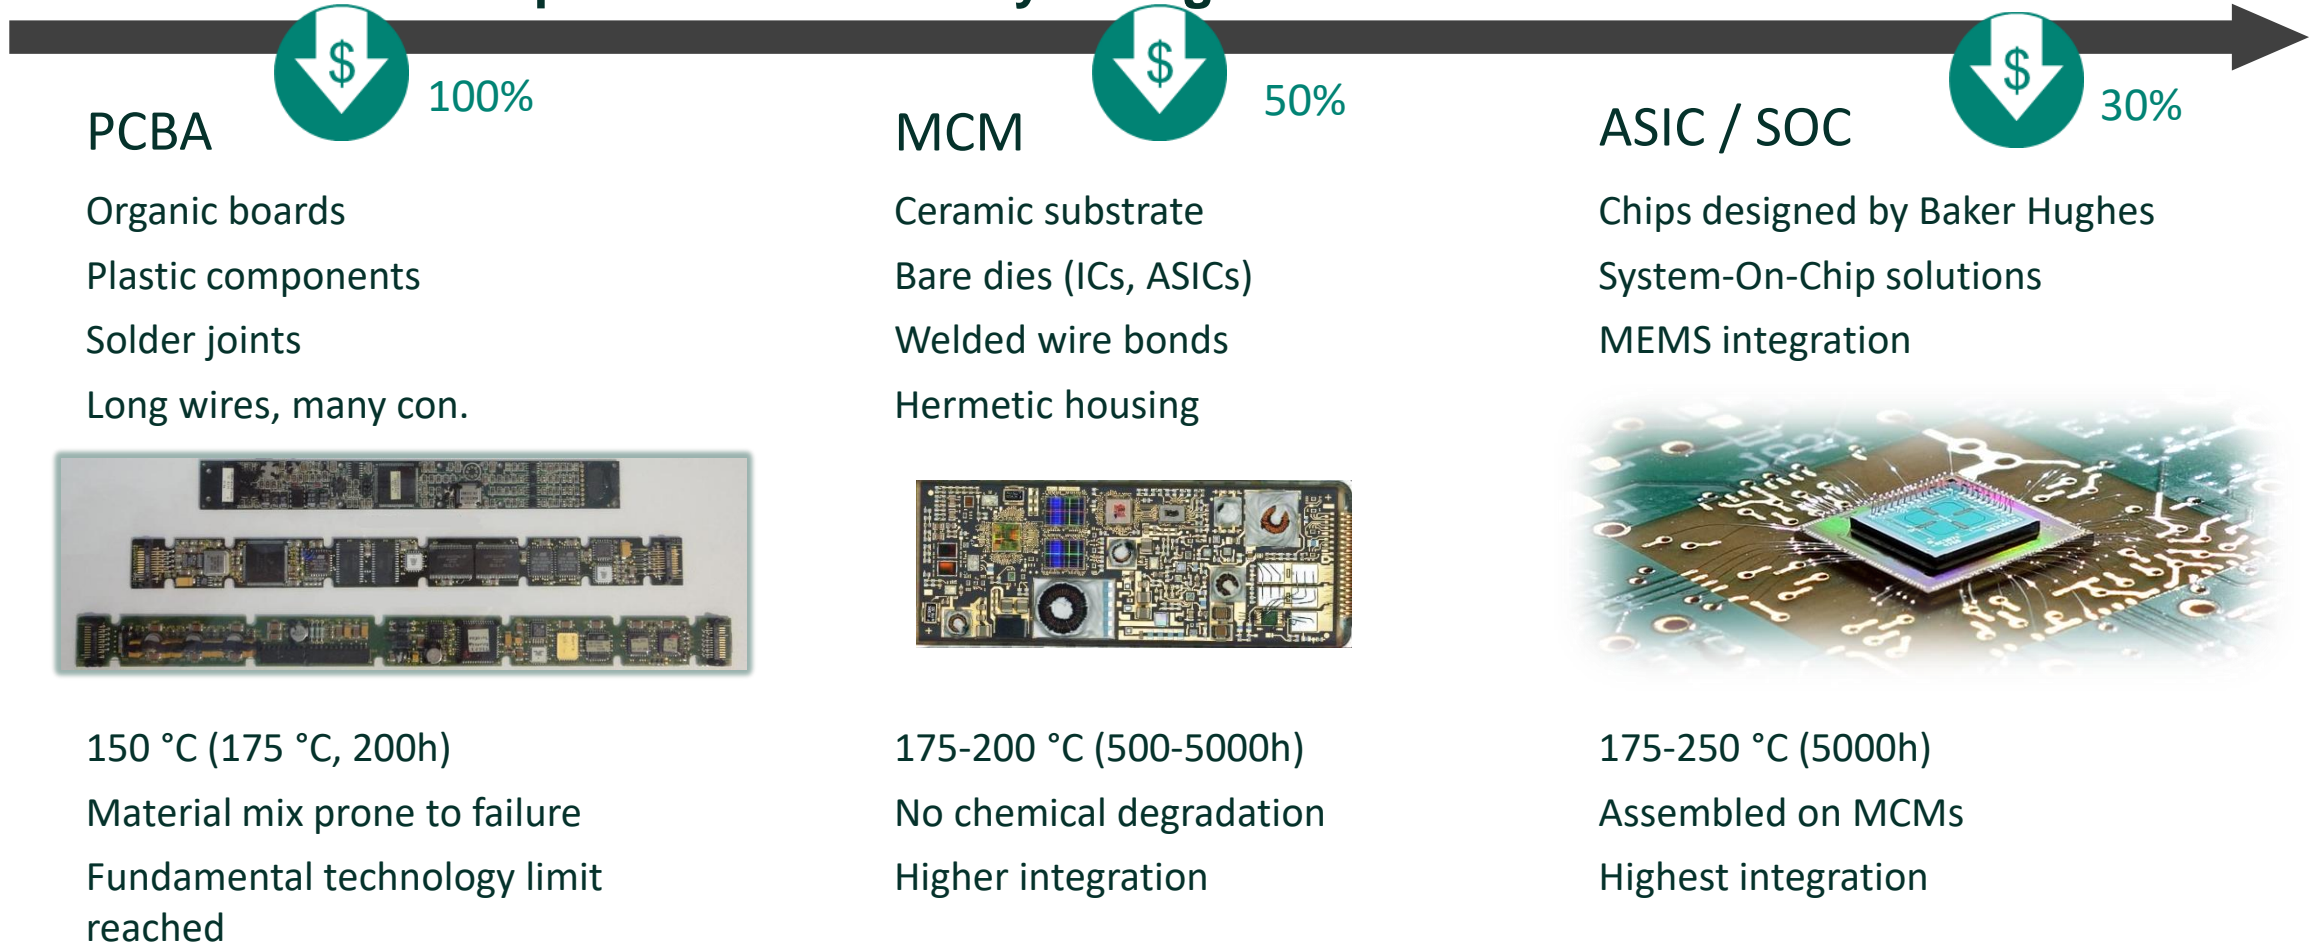 $
100%
$
50%
$
30%
PCBA
Organic boards
Plastic components
Solder joints
Long wires, many con.
150 °C (175 °C, 200h)
Material mix prone to failure
Fundamental technology limit
reached
MCM
Ceramic substrate
Bare dies (ICs, ASICs)
Welded wire bonds
Hermetic housing
175-200 °C (500-5000h)
No chemical degradation
Higher integration
ASIC / SOC
Chips designed by Baker Hughes
System-On-Chip solutions
MEMS integration
175-250 °C (5000h)
Assembled on MCMs
Highest integration